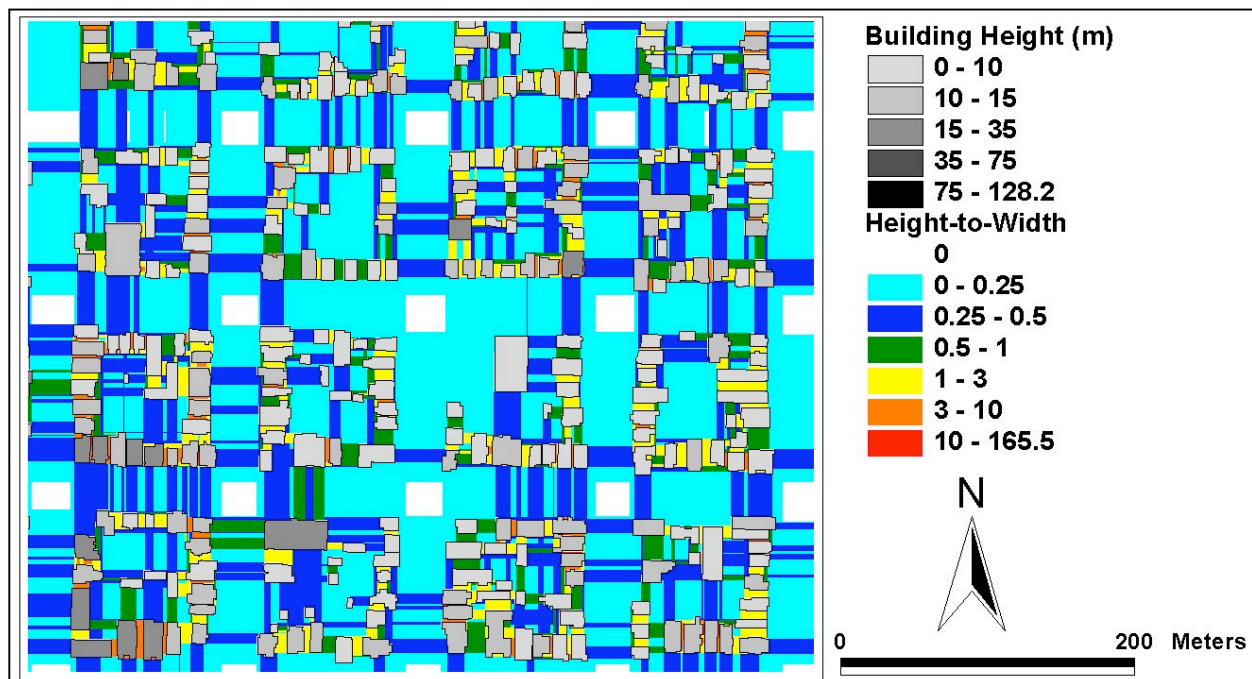 Building Height (m)
0 - 10
10 - 15
15 - 35
35 - 75
75 - 128.2
Height-to-Width
0
0 - 0.25
0.25 - 0.5
0.5 - 1
1 - 3
3 - 10
10 - 165.5
N
0 200 Meters